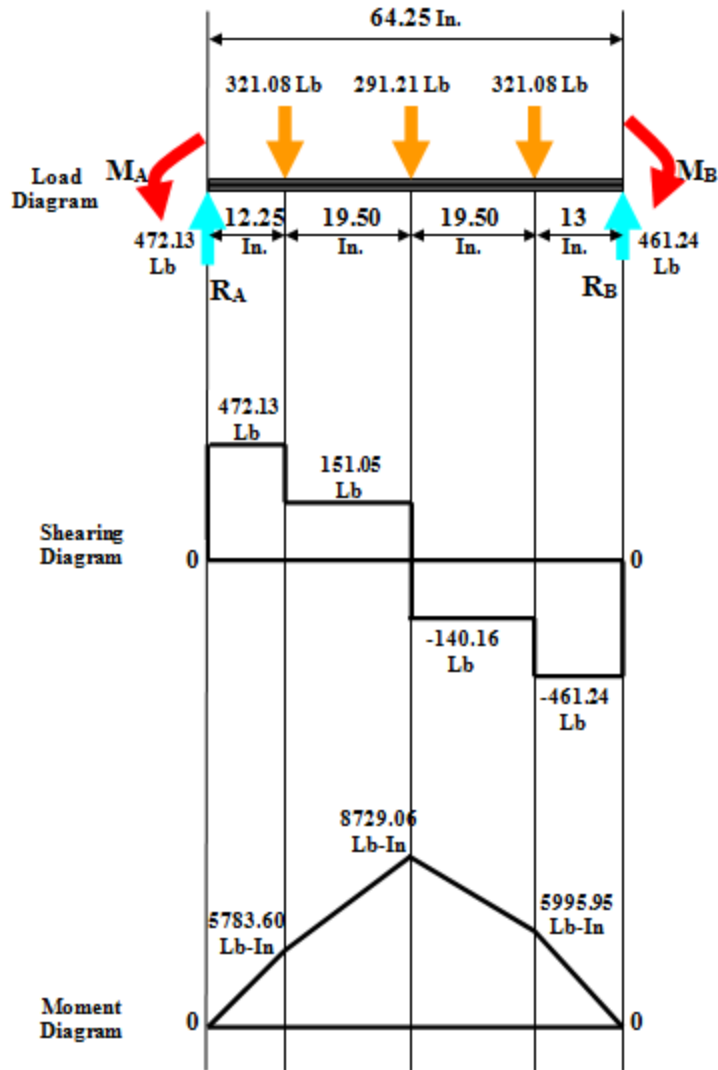 64.25 In.
321.08 Lb 291.21 Lb 321.08 Lb
MA MB
Load
Diagram
12.25 19.50 19.50 13
In. In. In. In.
472.13
Lb
461.24
Lb
RA RB
472.13
Lb
151.05
Lb
Shearing
Diagram
0 0
-140.16
Lb
-461.24
Lb
8729.06
Lb-In
5783.60
Lb-In
5995.95
Lb-In
Moment
Diagram
0 0